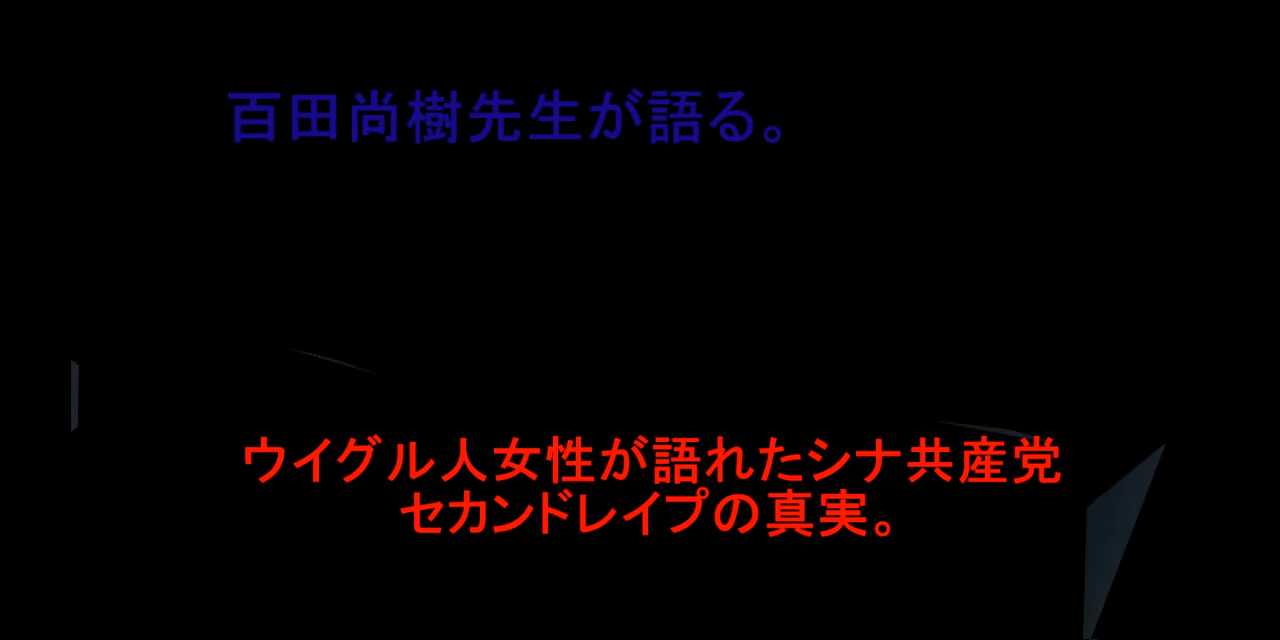 百田尚樹先生が語る。
ウイグル人女性が語れたシナ共産党
セカンドレイプの真実。